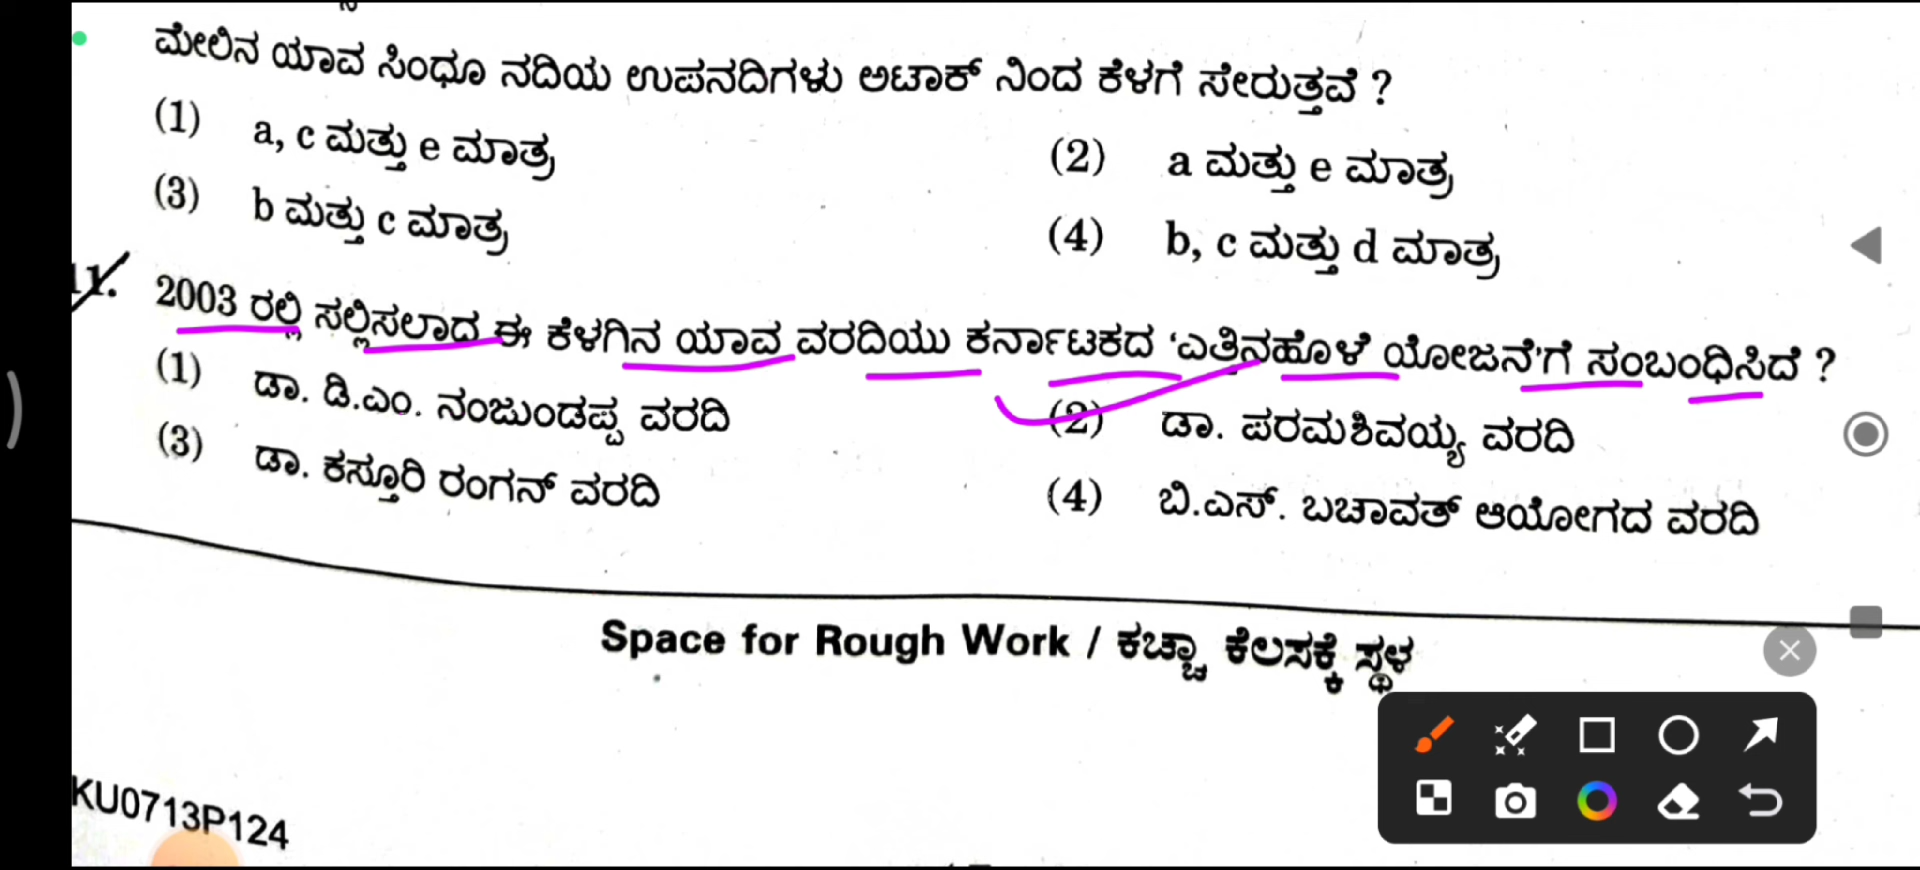 ಮೇಲಿನ ಯಾವ ಸಿಂಧೂ ನದಿಯ ಉಪನದಿಗಳು ಅಟಾಕ್ ನಿಂದ ಕೆಳಗೆ ಸೇರುತ್ತವೆ ?
(1) a, c ಮತ್ತು e ಮಾತ್ರ (2) a ಮತ್ತು e ಮಾತ್ರ
(3) b ಮತ್ತು c ಮಾತ್ರ (4) b, c ಮತ್ತು d ಮಾತ್ರ
11. 2003 ರಲ್ಲಿ ಸಲ್ಲಿಸಲಾದ ಈ ಕೆಳಗಿನ ಯಾವ ವರದಿಯು ಕರ್ನಾಟಕದ 'ಎತ್ತಿನಹೊಳೆ ಯೋಜನೆ'ಗೆ ಸಂಬಂಧಿಸಿದೆ ?
(1) ಡಾ. ಡಿ.ಎಂ. ನಂಜುಂಡಪ್ಪ ವರದಿ (2) ಡಾ. ಪರಮಶಿವಯ್ಯ ವರದಿ
(3) ಡಾ. ಕಸ್ತೂರಿ ರಂಗನ್ ವರದಿ (4) ಬಿ.ಎಸ್. ಬಚಾವತ್ ಆಯೋಗದ ವರದಿ
Space for Rough Work / ಕಚ್ಚಾ ಕೆಲಸಕ್ಕೆ ಸ್ಥಳ
KU0713P124